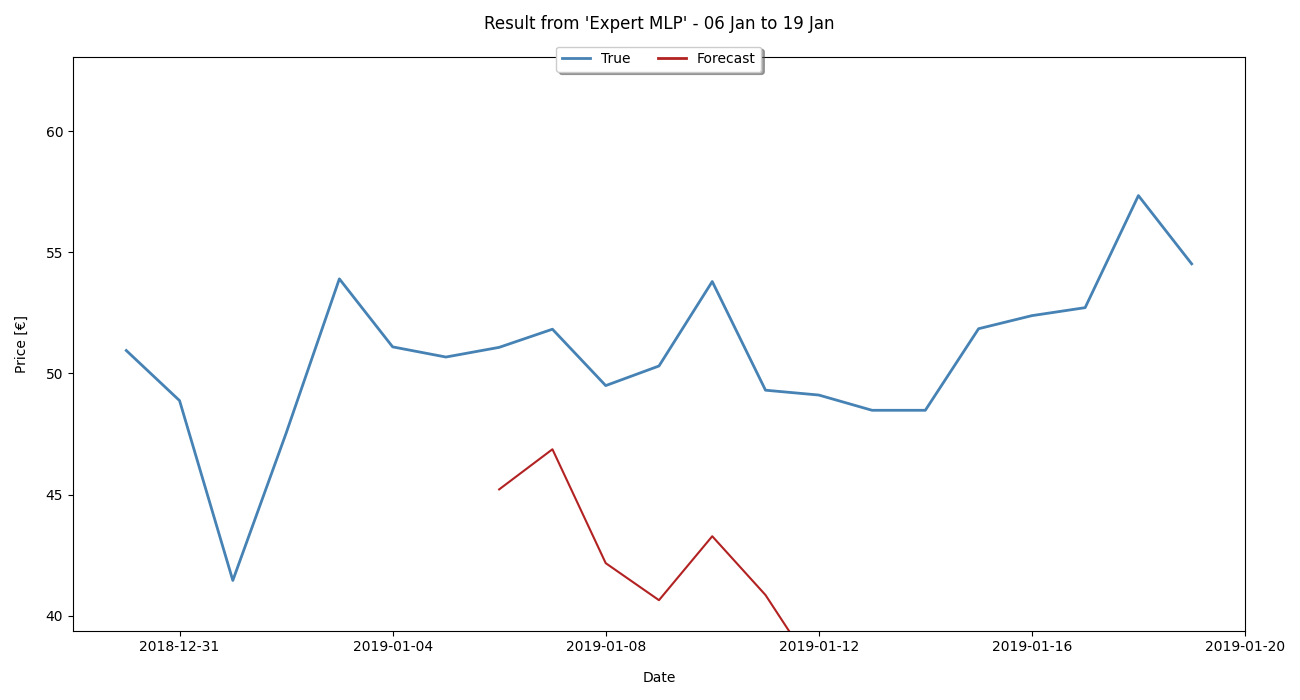 Result from 'Expert MLP' - 06 Jan to 19 Jan
True Forecast
Price [€]
60
55
50
45
40
2018-12-31 2019-01-04 2019-01-08 2019-01-12 2019-01-16 2019-01-20
Date